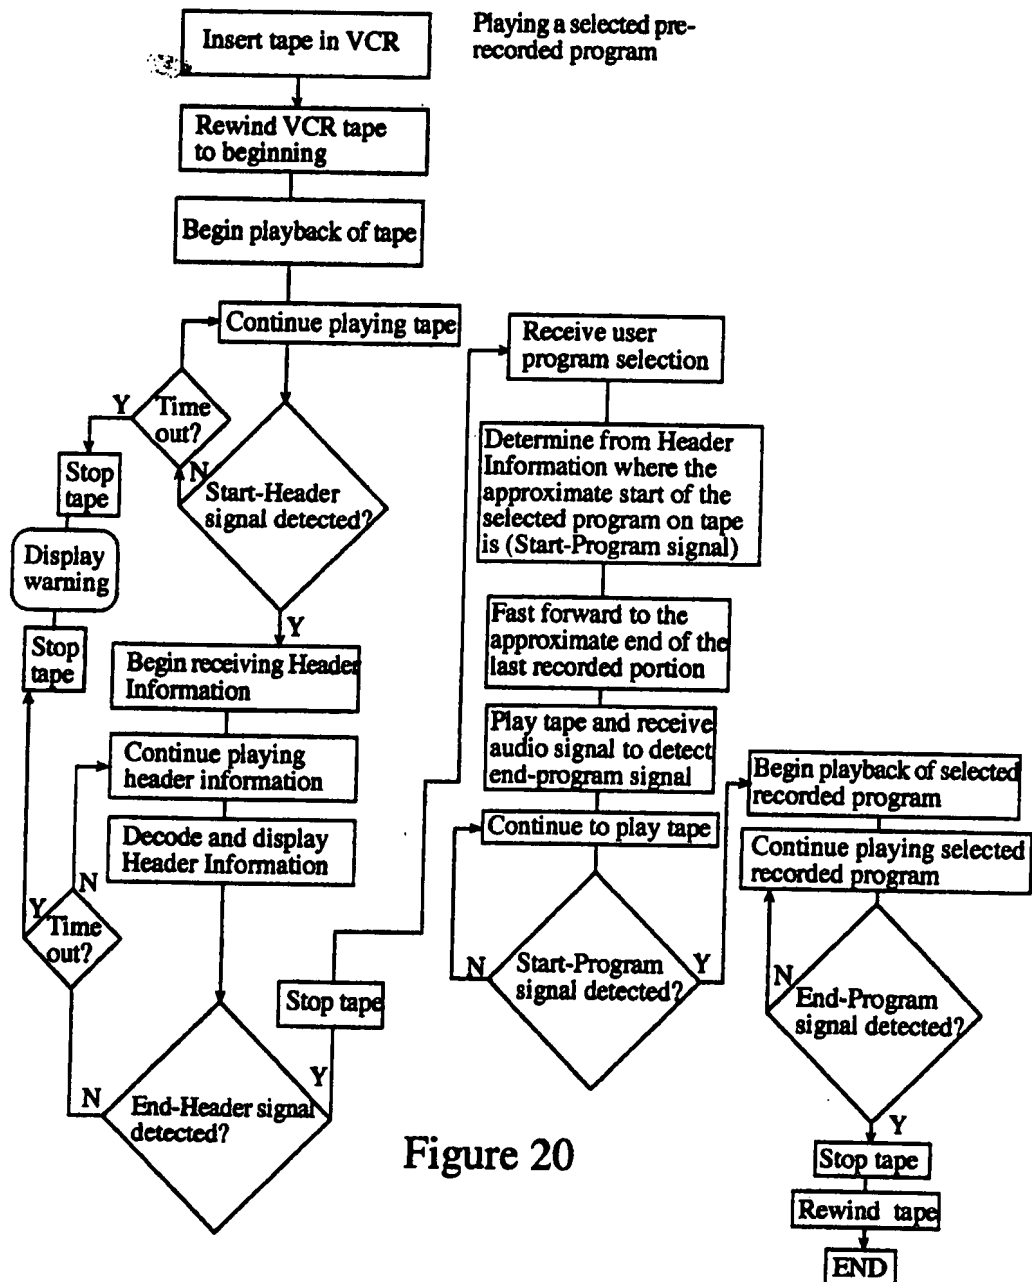 Playing a selected pre-
recorded program
Insert tape in VCR
Rewind VCR tape
to beginning
Begin playback of tape
Continue playing tape
Y
Time
out?
N
Stop
tape
Start-Header
signal detected?
Display
warning
Stop
tape
Y
Begin receiving Header
Information
Continue playing
header information
Decode and display
Header Information
N
Y
Time
out?
N
End-Header signal
detected?
Y
Stop tape
Receive user
program selection
Determine from Header
Information where the
approximate start of the
selected program on tape
is (Start-Program signal)
Fast forward to the
approximate end of the
last recorded portion
Play tape and receive
audio signal to detect
end-program signal
Continue to play tape
N
Start-Program
signal detected?
Y
Begin playback of selected
recorded program
Continue playing selected
recorded program
N
End-Program
signal detected?
Y
Stop tape
Rewind tape
END
Figure 20